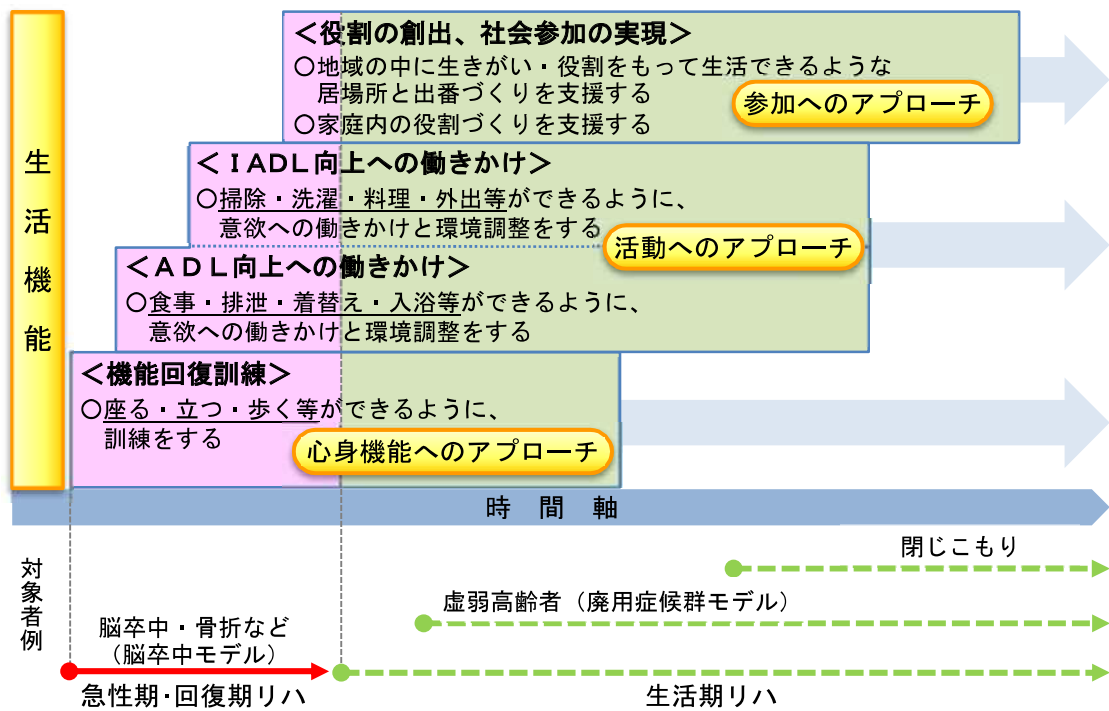 生活機能
＜役割の創出、社会参加の実現＞
○地域の中に生きがい・役割をもって生活できるような
居場所と出番づくりを支援する
○家庭内の役割づくりを支援する
参加へのアプローチ
＜ＩＡＤＬ向上への働きかけ＞
○掃除・洗濯・料理・外出等ができるように、
意欲への働きかけと環境調整をする
活動へのアプローチ
＜ＡＤＬ向上への働きかけ＞
○食事・排泄・着替え・入浴等ができるように、
意欲への働きかけと環境調整をする
＜機能回復訓練＞
○座る・立つ・歩く等ができるように、
訓練をする
心身機能へのアプローチ
時間軸
対象者例
閉じこもり
虚弱高齢者（廃用症候群モデル）
脳卒中・骨折など
（脳卒中モデル）
急性期･回復期リハ
生活期リハ